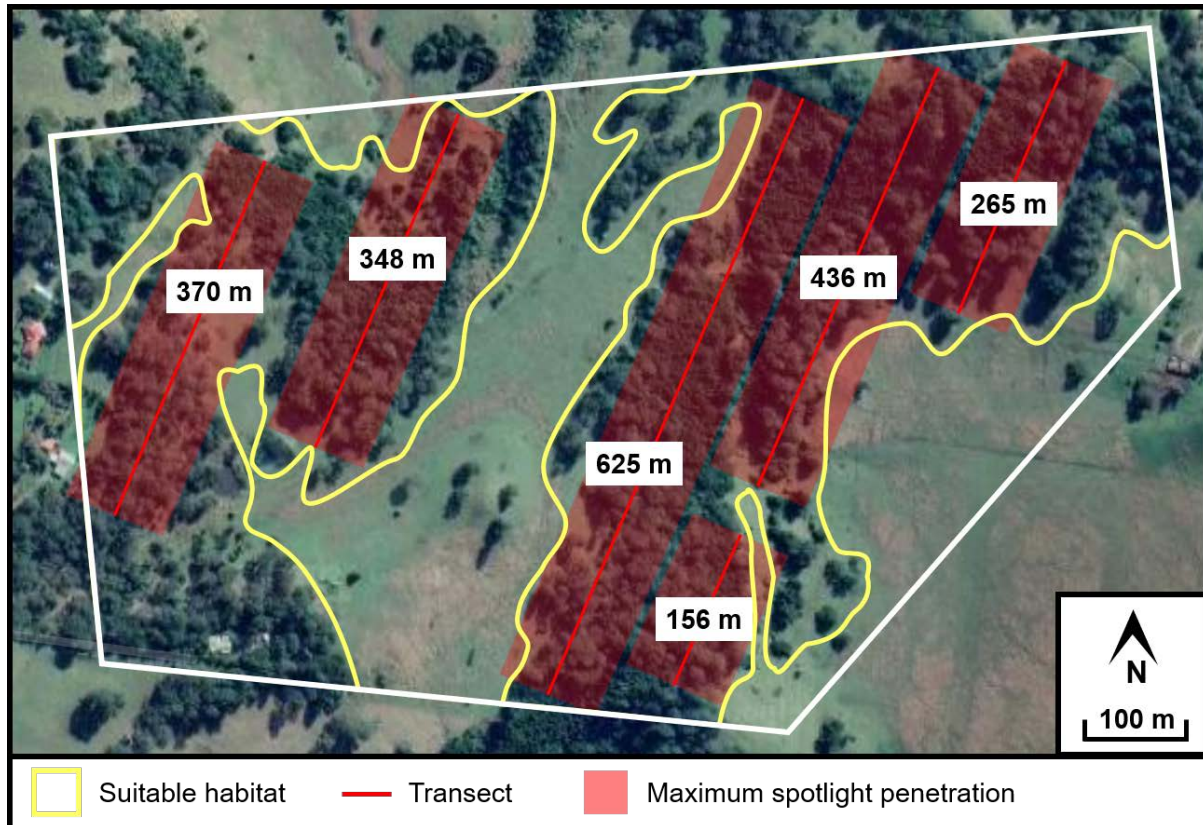 265 m
348 m
436 m
370 m
625 m
156 m
N
100 m
Suitable habitat
Transect
Maximum spotlight penetration